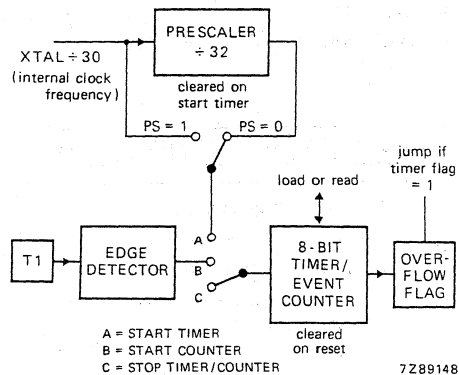 PRESCALER
÷ 32
XTAL ÷ 30
(internal clock
frequency)
cleared on
start timer
PS = 1
PS = 0
jump if
timer flag
= 1
load or read
T1
EDGE
DETECTOR
A
B
C
8-BIT
TIMER/
EVENT
COUNTER
OVER-
FLOW
FLAG
cleared
on reset
A = START TIMER
B = START COUNTER
C = STOP TIMER/COUNTER
7Z89148